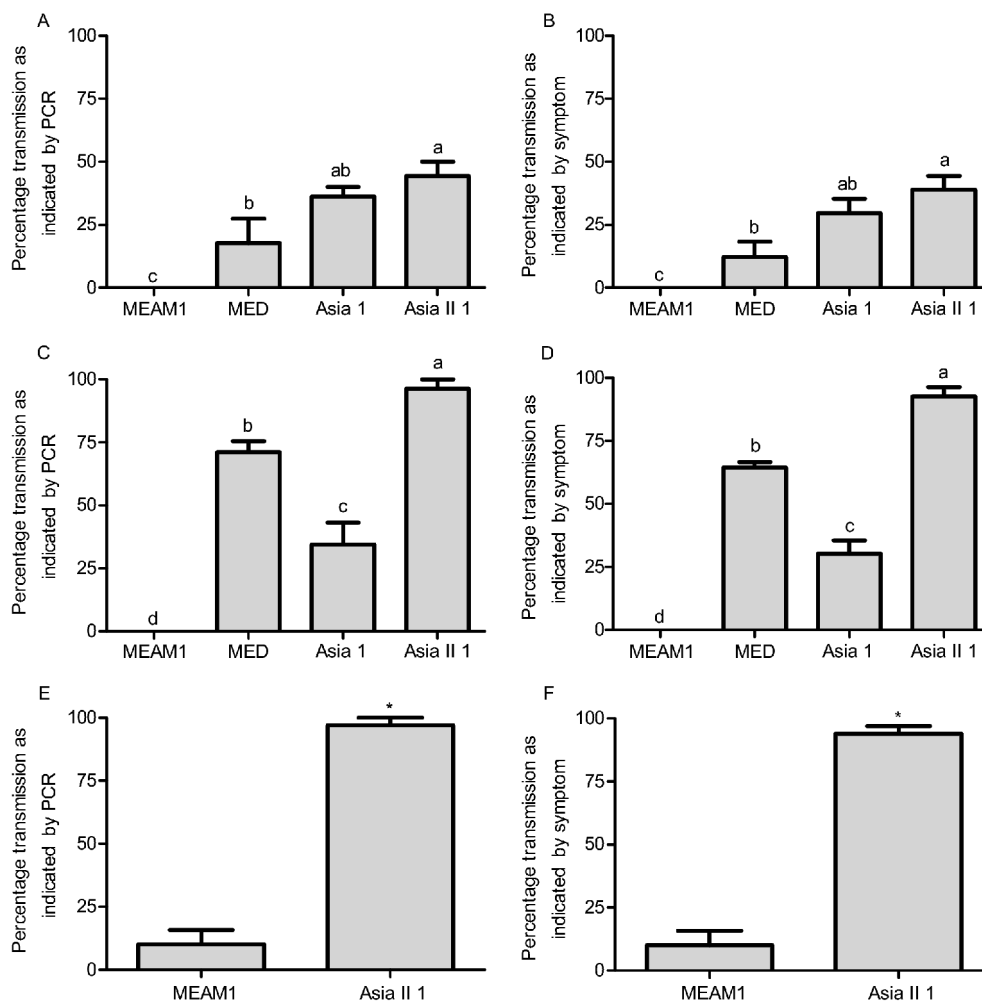 A
Percentage transmission as
indicated by PCR
100
75
50
25
0
c
b
ab
a
MEAM1 MED Asia 1 Asia II 1
B
Percentage transmission as
indicated by symptom
100
75
50
25
0
c
b
ab
a
MEAM1 MED Asia 1 Asia II 1
C
Percentage transmission as
indicated by PCR
100
75
50
25
0
d
b
c
a
MEAM1 MED Asia 1 Asia II 1
D
Percentage transmission as
indicated by symptom
100
75
50
25
0
d
b
c
a
MEAM1 MED Asia 1 Asia II 1
E
Percentage transmission as
indicated by PCR
100
75
50
25
0
*
MEAM1 Asia II 1
F
Percentage transmission as
indicated by symptom
100
75
50
25
0
*
MEAM1 Asia II 1